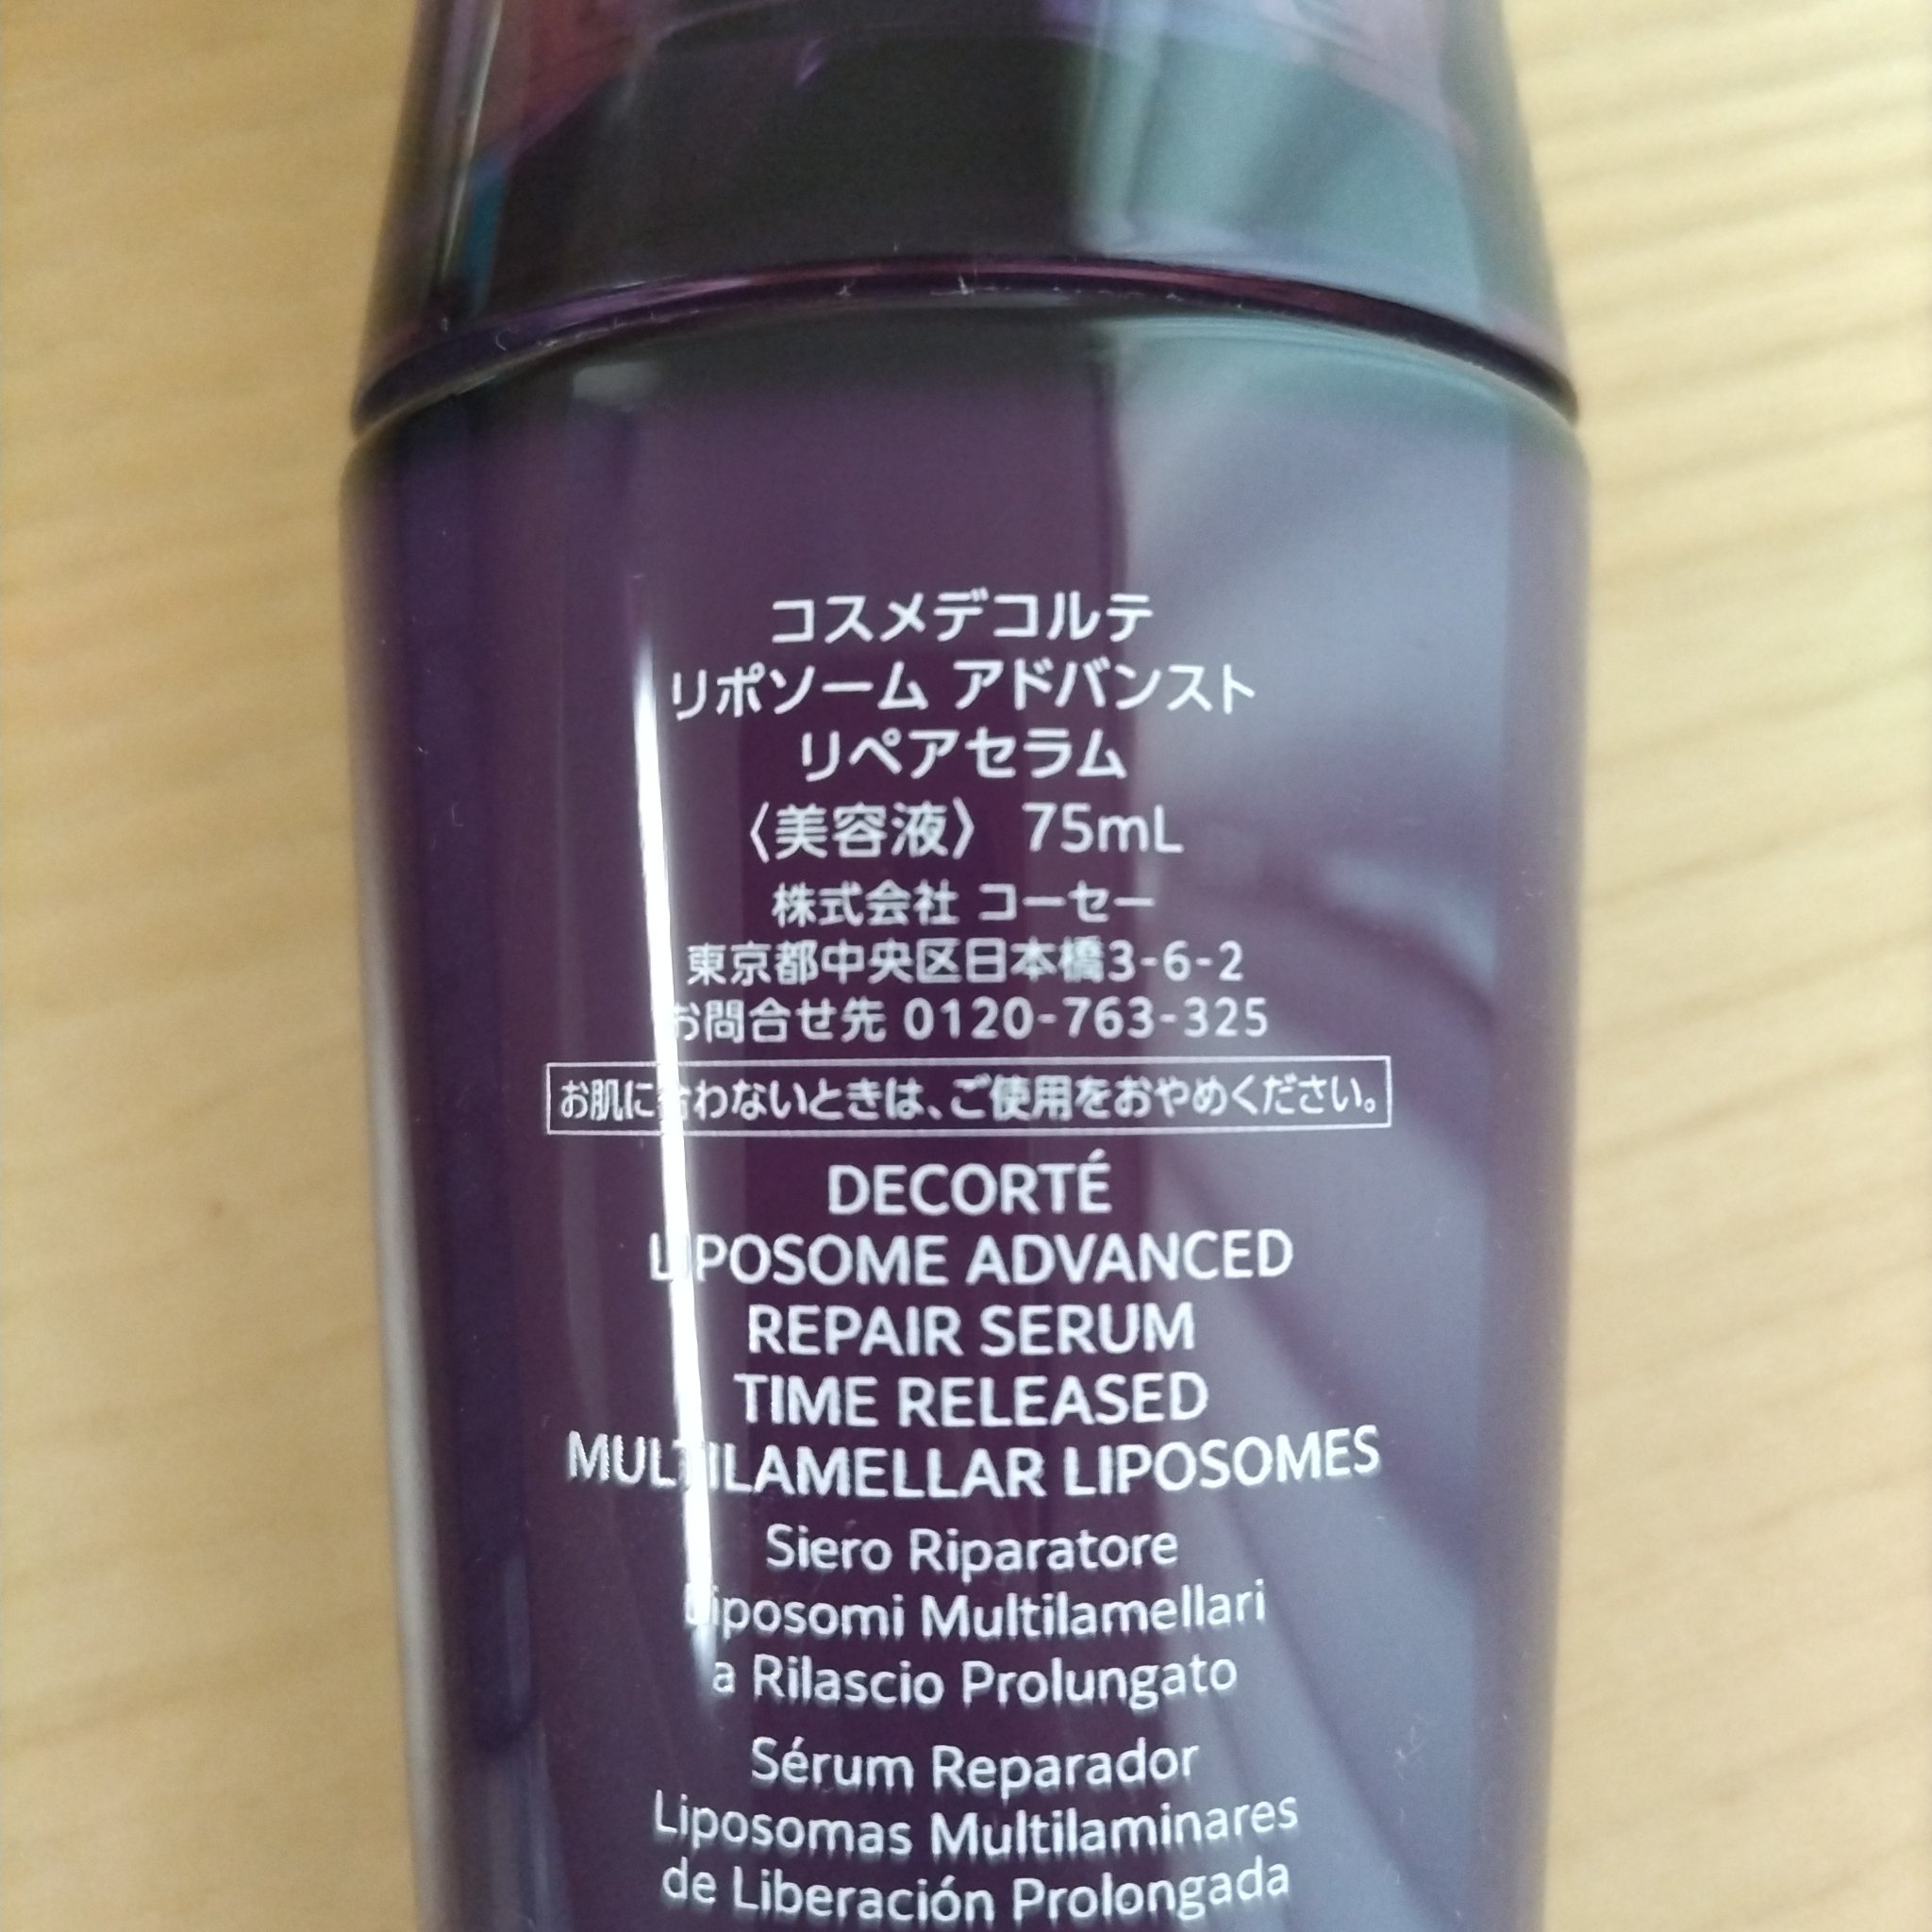 コスメデコルテ
リポソーム アドバンスト
リペアセラム
〈美容液〉 75mL
株式会社 コーセー
東京都中央区日本橋3-6-2
お問合せ先 0120-763-325
お肌に合わないときは、ご使用をおやめください。
DECORTÉ
LIPOSOME ADVANCED
REPAIR SERUM
TIME RELEASED
MULTILAMELLAR LIPOSOMES
Siero Riparatore
Liposomi Multilamellari
a Rilascio Prolungato
Sérum Reparador
Liposomas Multilaminares
de Liberación Prolongada